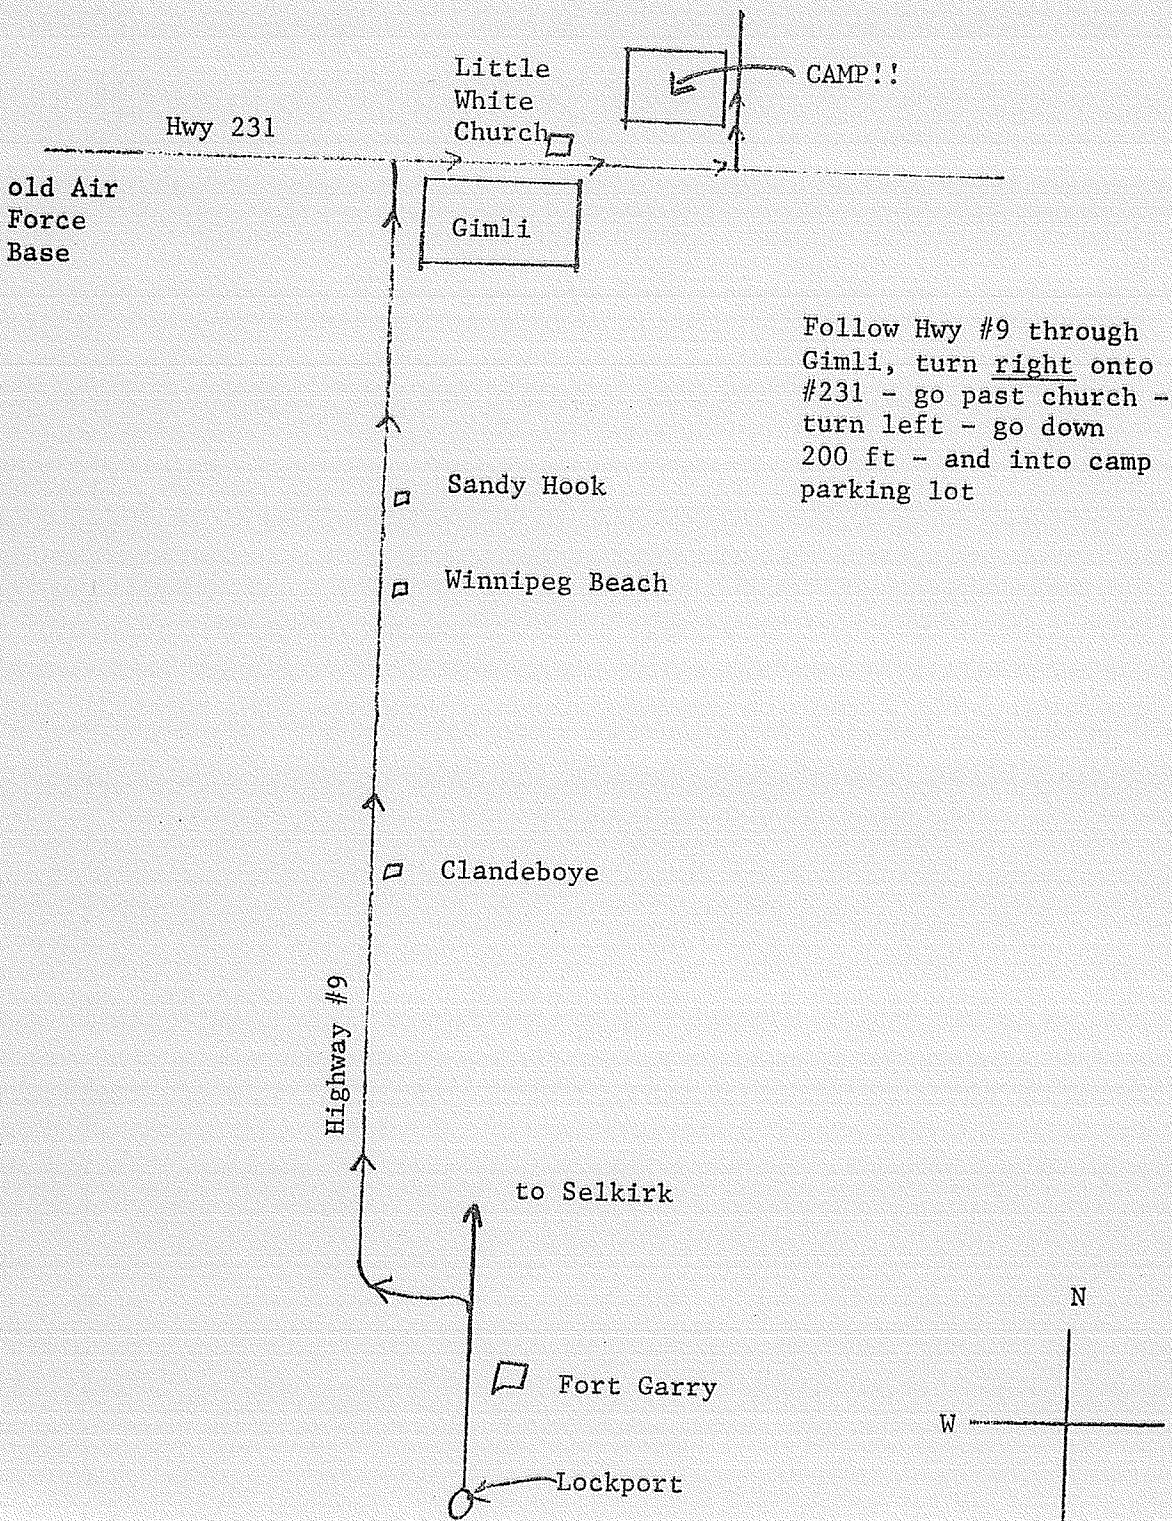 Little
White
Church
CAMP!!
Hwy 231
old Air
Force
Base
Gimli
Follow Hwy #9 through
Gimli, turn right onto
#231 - go past church -
turn left - go down
200 ft - and into camp
parking lot
Sandy Hook
Winnipeg Beach
Clandeboye
Highway #9
to Selkirk
N
Fort Garry
W
Lockport